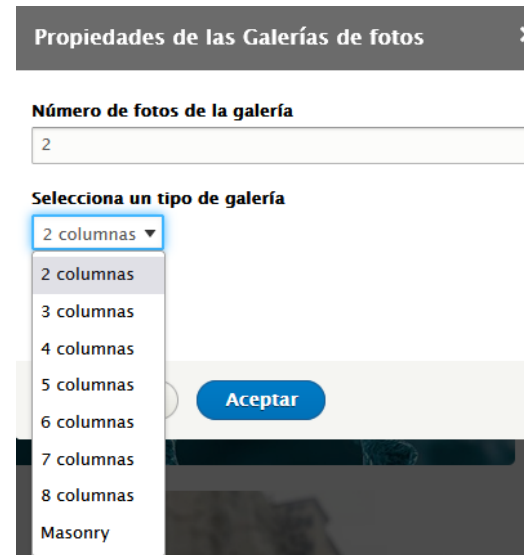 Propiedades de las Galerías de fotos
Número de fotos de la galería
2
Selecciona un tipo de galería
2 columnas
2 columnas
3 columnas
4 columnas
5 columnas
6 columnas
7 columnas
8 columnas
Masonry
Aceptar